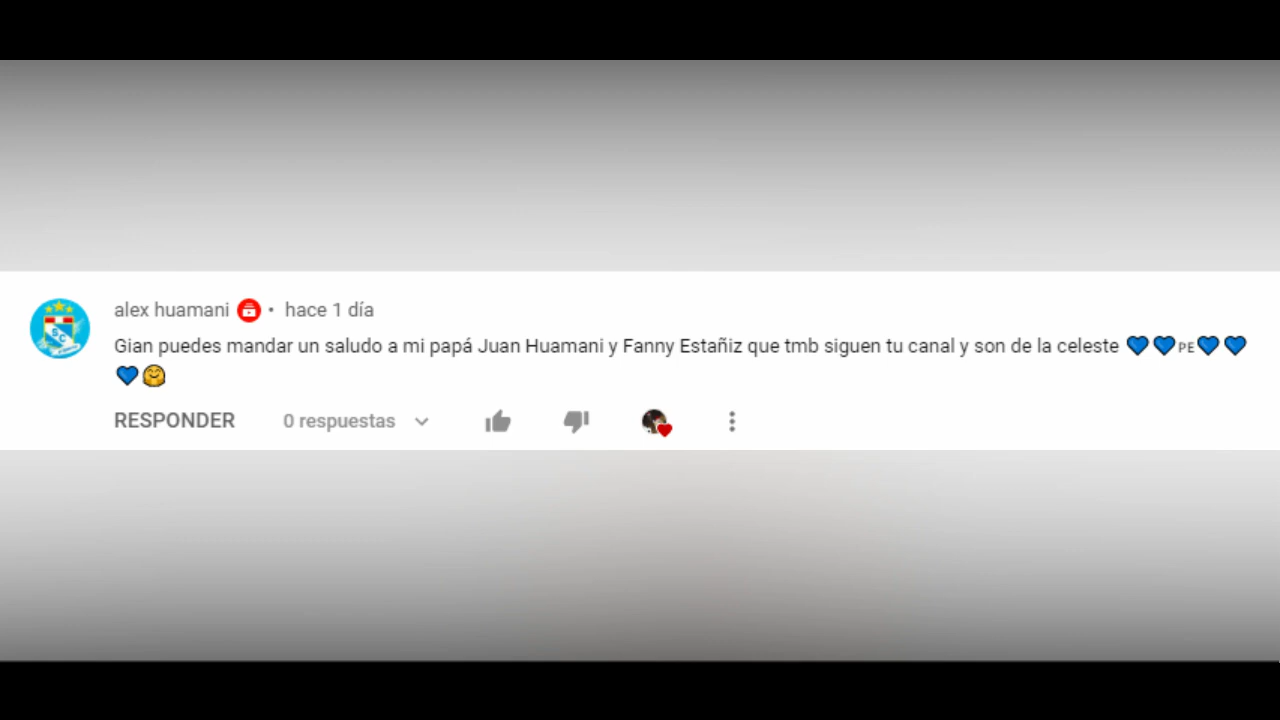 alex huamani • hace 1 día
Gian puedes mandar un saludo a mi papá Juan Huamani y Fanny Estañiz que tmb siguen tu canal y son de la celeste 💙💙PE💙💙
💙🤗
RESPONDER 0 respuestas